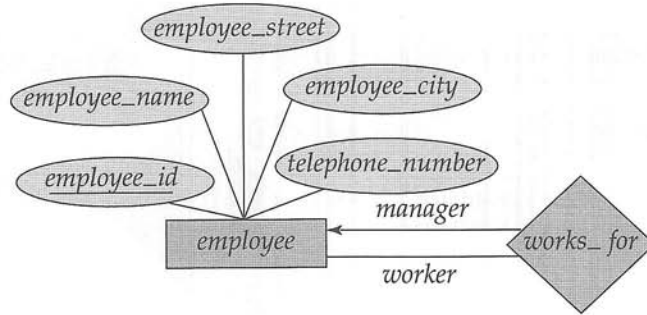 employee_street
employee_name
employee_city
employee_id
telephone_number
manager
employee
works_for
worker